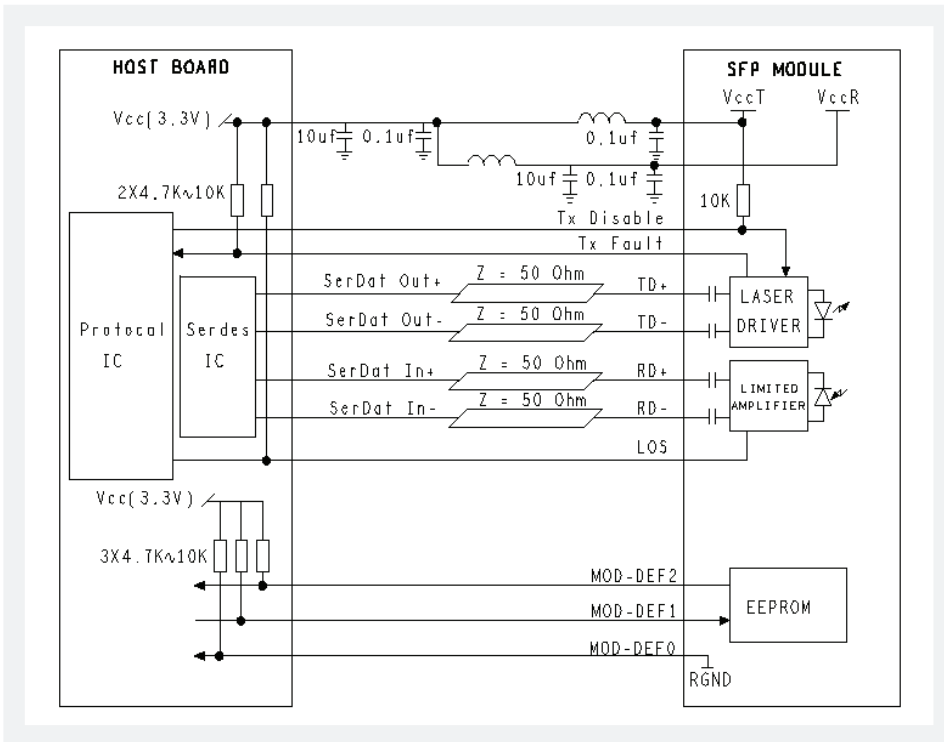 HOST BOARD
SFP MODULE
VccT
VccR
Vcc(3.3V)
10uf
0.1uf
0.1uf
10uf
0.1uf
2X4.7K~10K
10K
Tx Disable
Tx Fault
SerDat Out+
Z = 50 Ohm
TD+
SerDat Out-
Z = 50 Ohm
TD-
LASER
DRIVER
Protocal
IC
Serdes
IC
SerDat In+
Z = 50 Ohm
RD+
SerDat In-
Z = 50 Ohm
RD-
LIMITED
AMPLIFIER
LOS
Vcc(3.3V)
3X4.7K~10K
MOD-DEF2
MOD-DEF1
MOD-DEF0
EEPROM
RGND